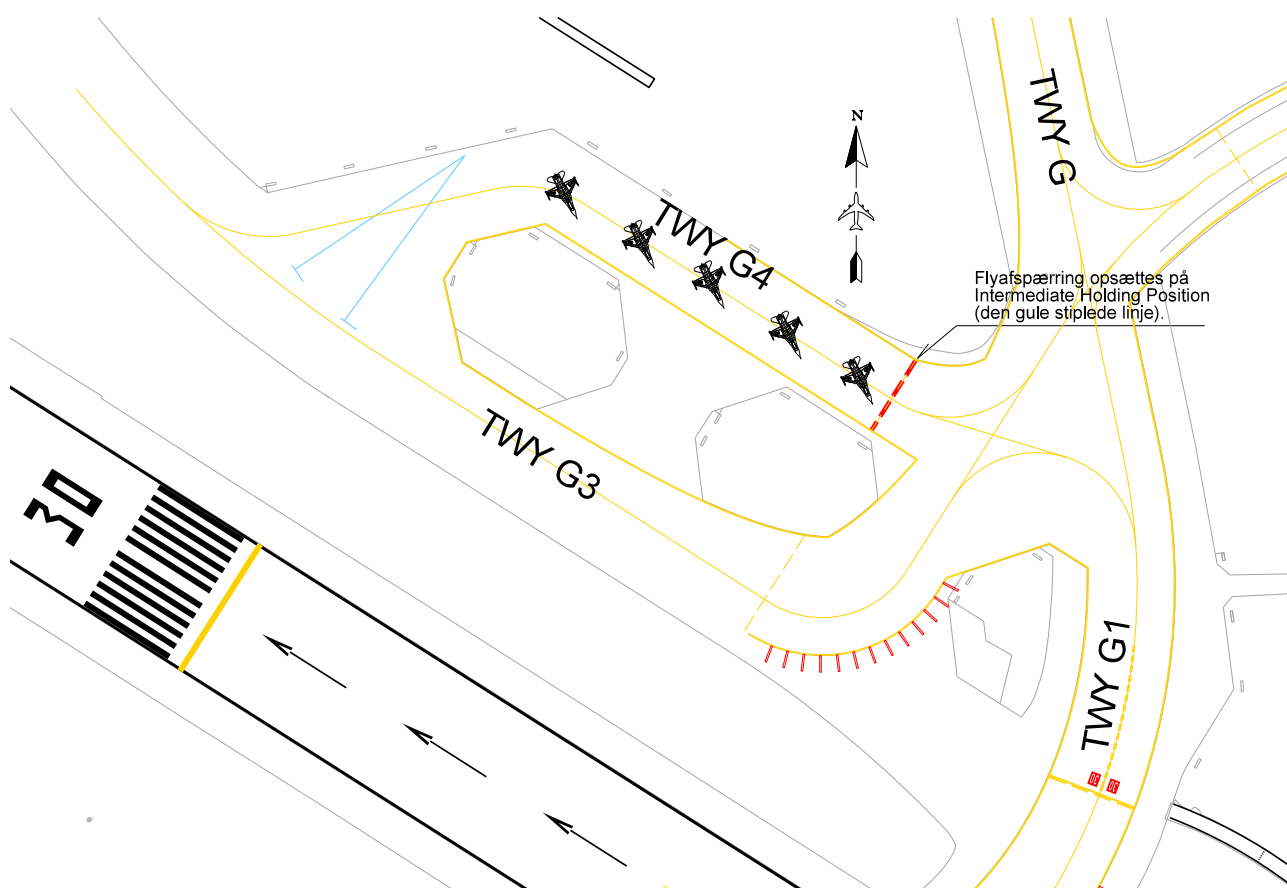 TWY G
N
TWY G4
Flyafspærring opsættes på
Intermediate Holding Position
(den gule stiplede linje).
TWY G3
30
TWY G1